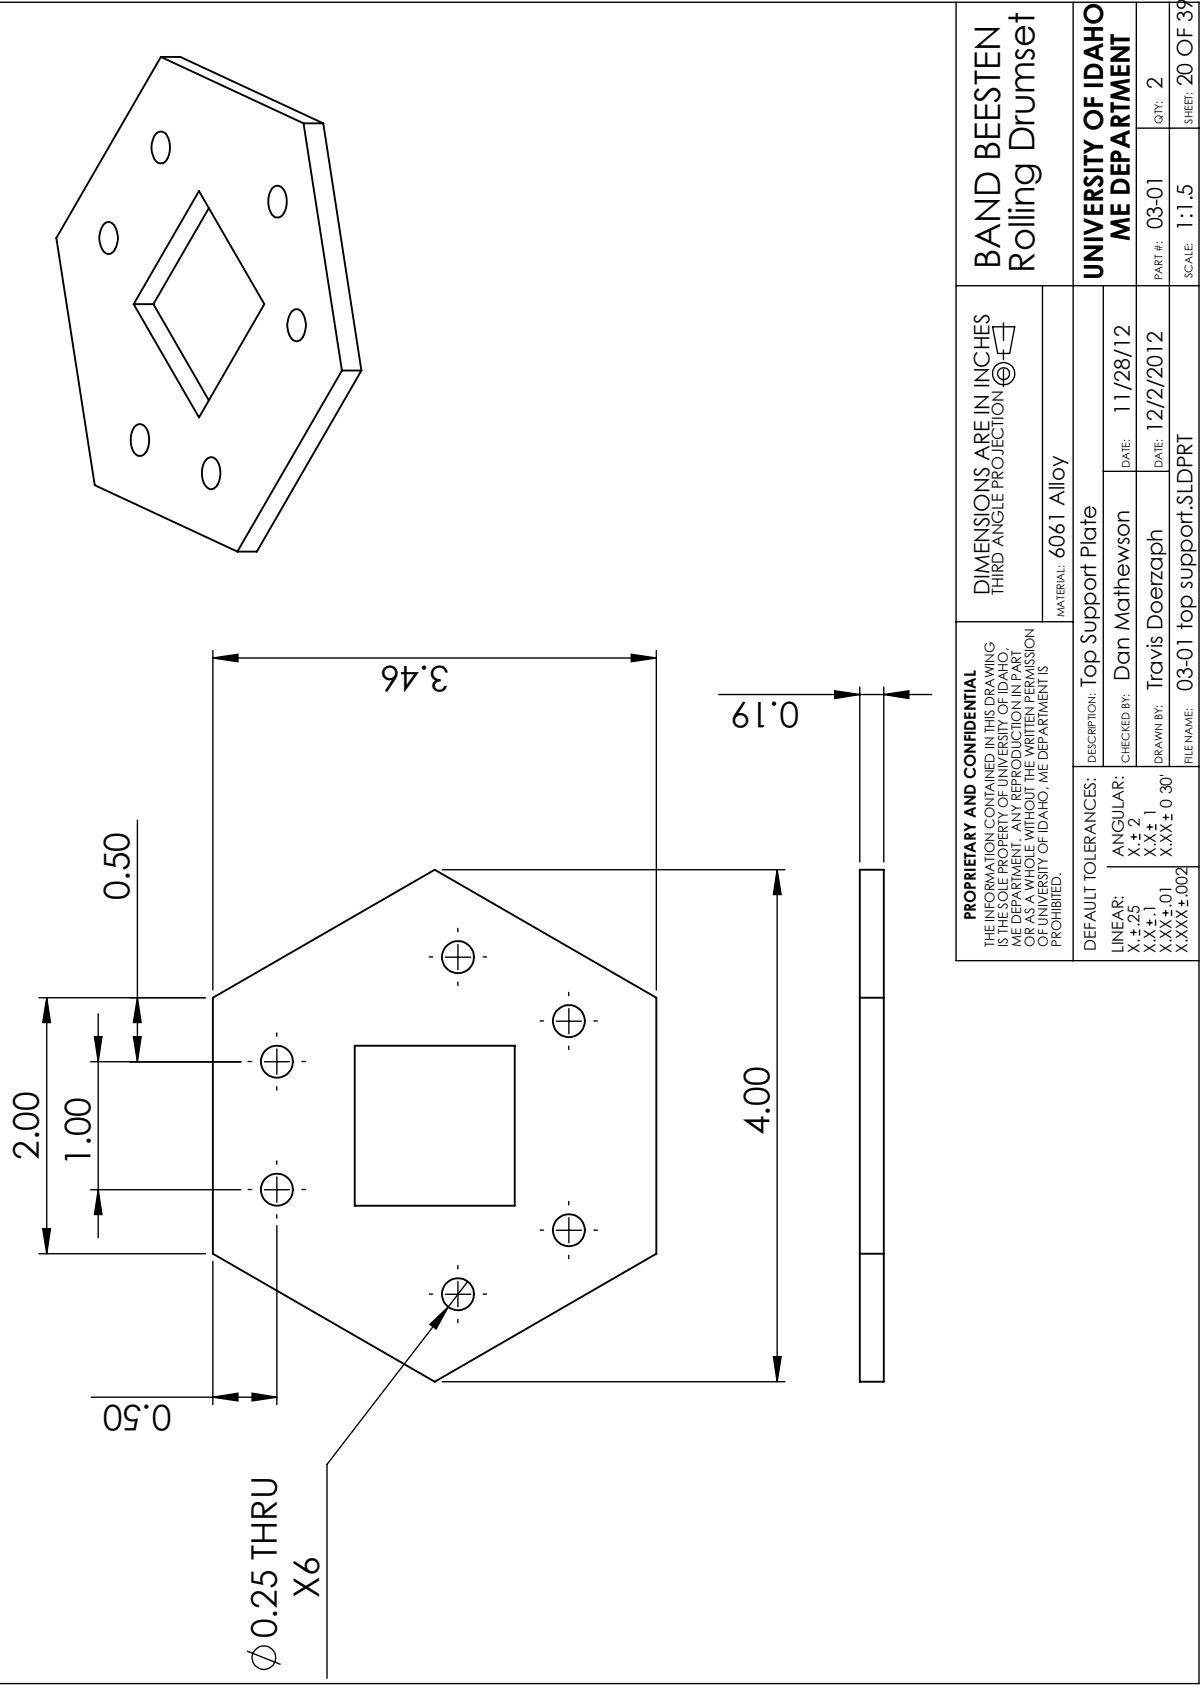 2.00
1.00
0.50
0.50
⌀ 0.25 THRU
X6
3.46
4.00
0.19
PROPRIETARY AND CONFIDENTIAL
THE INFORMATION CONTAINED IN THIS DRAWING
IS THE SOLE PROPERTY OF UNIVERSITY OF IDAHO,
ME DEPARTMENT. ANY REPRODUCTION IN PART
OR AS A WHOLE WITHOUT THE WRITTEN PERMISSION
OF UNIVERSITY OF IDAHO, ME DEPARTMENT IS
PROHIBITED.
DIMENSIONS ARE IN INCHES
THIRD ANGLE PROJECTION
MATERIAL: 6061 Alloy
BAND BEESTEN
Rolling Drumset
DEFAULT TOLERANCES:
LINEAR:
X.± .25
X.X±.1
X.XX±.01
X.XXX±.002
ANGULAR:
X.± 2
X.X± 1
X.XX± 0 30'
DESCRIPTION: Top Support Plate
CHECKED BY: Dan Mathewson DATE: 11/28/12
DRAWN BY: Travis Doerzaph DATE: 12/2/2012
FILE NAME: 03-01 top support.SLDPRT
UNIVERSITY OF IDAHO
ME DEPARTMENT
PART #: 03-01 QTY: 2
SCALE: 1:1.5 SHEET: 20 OF 39